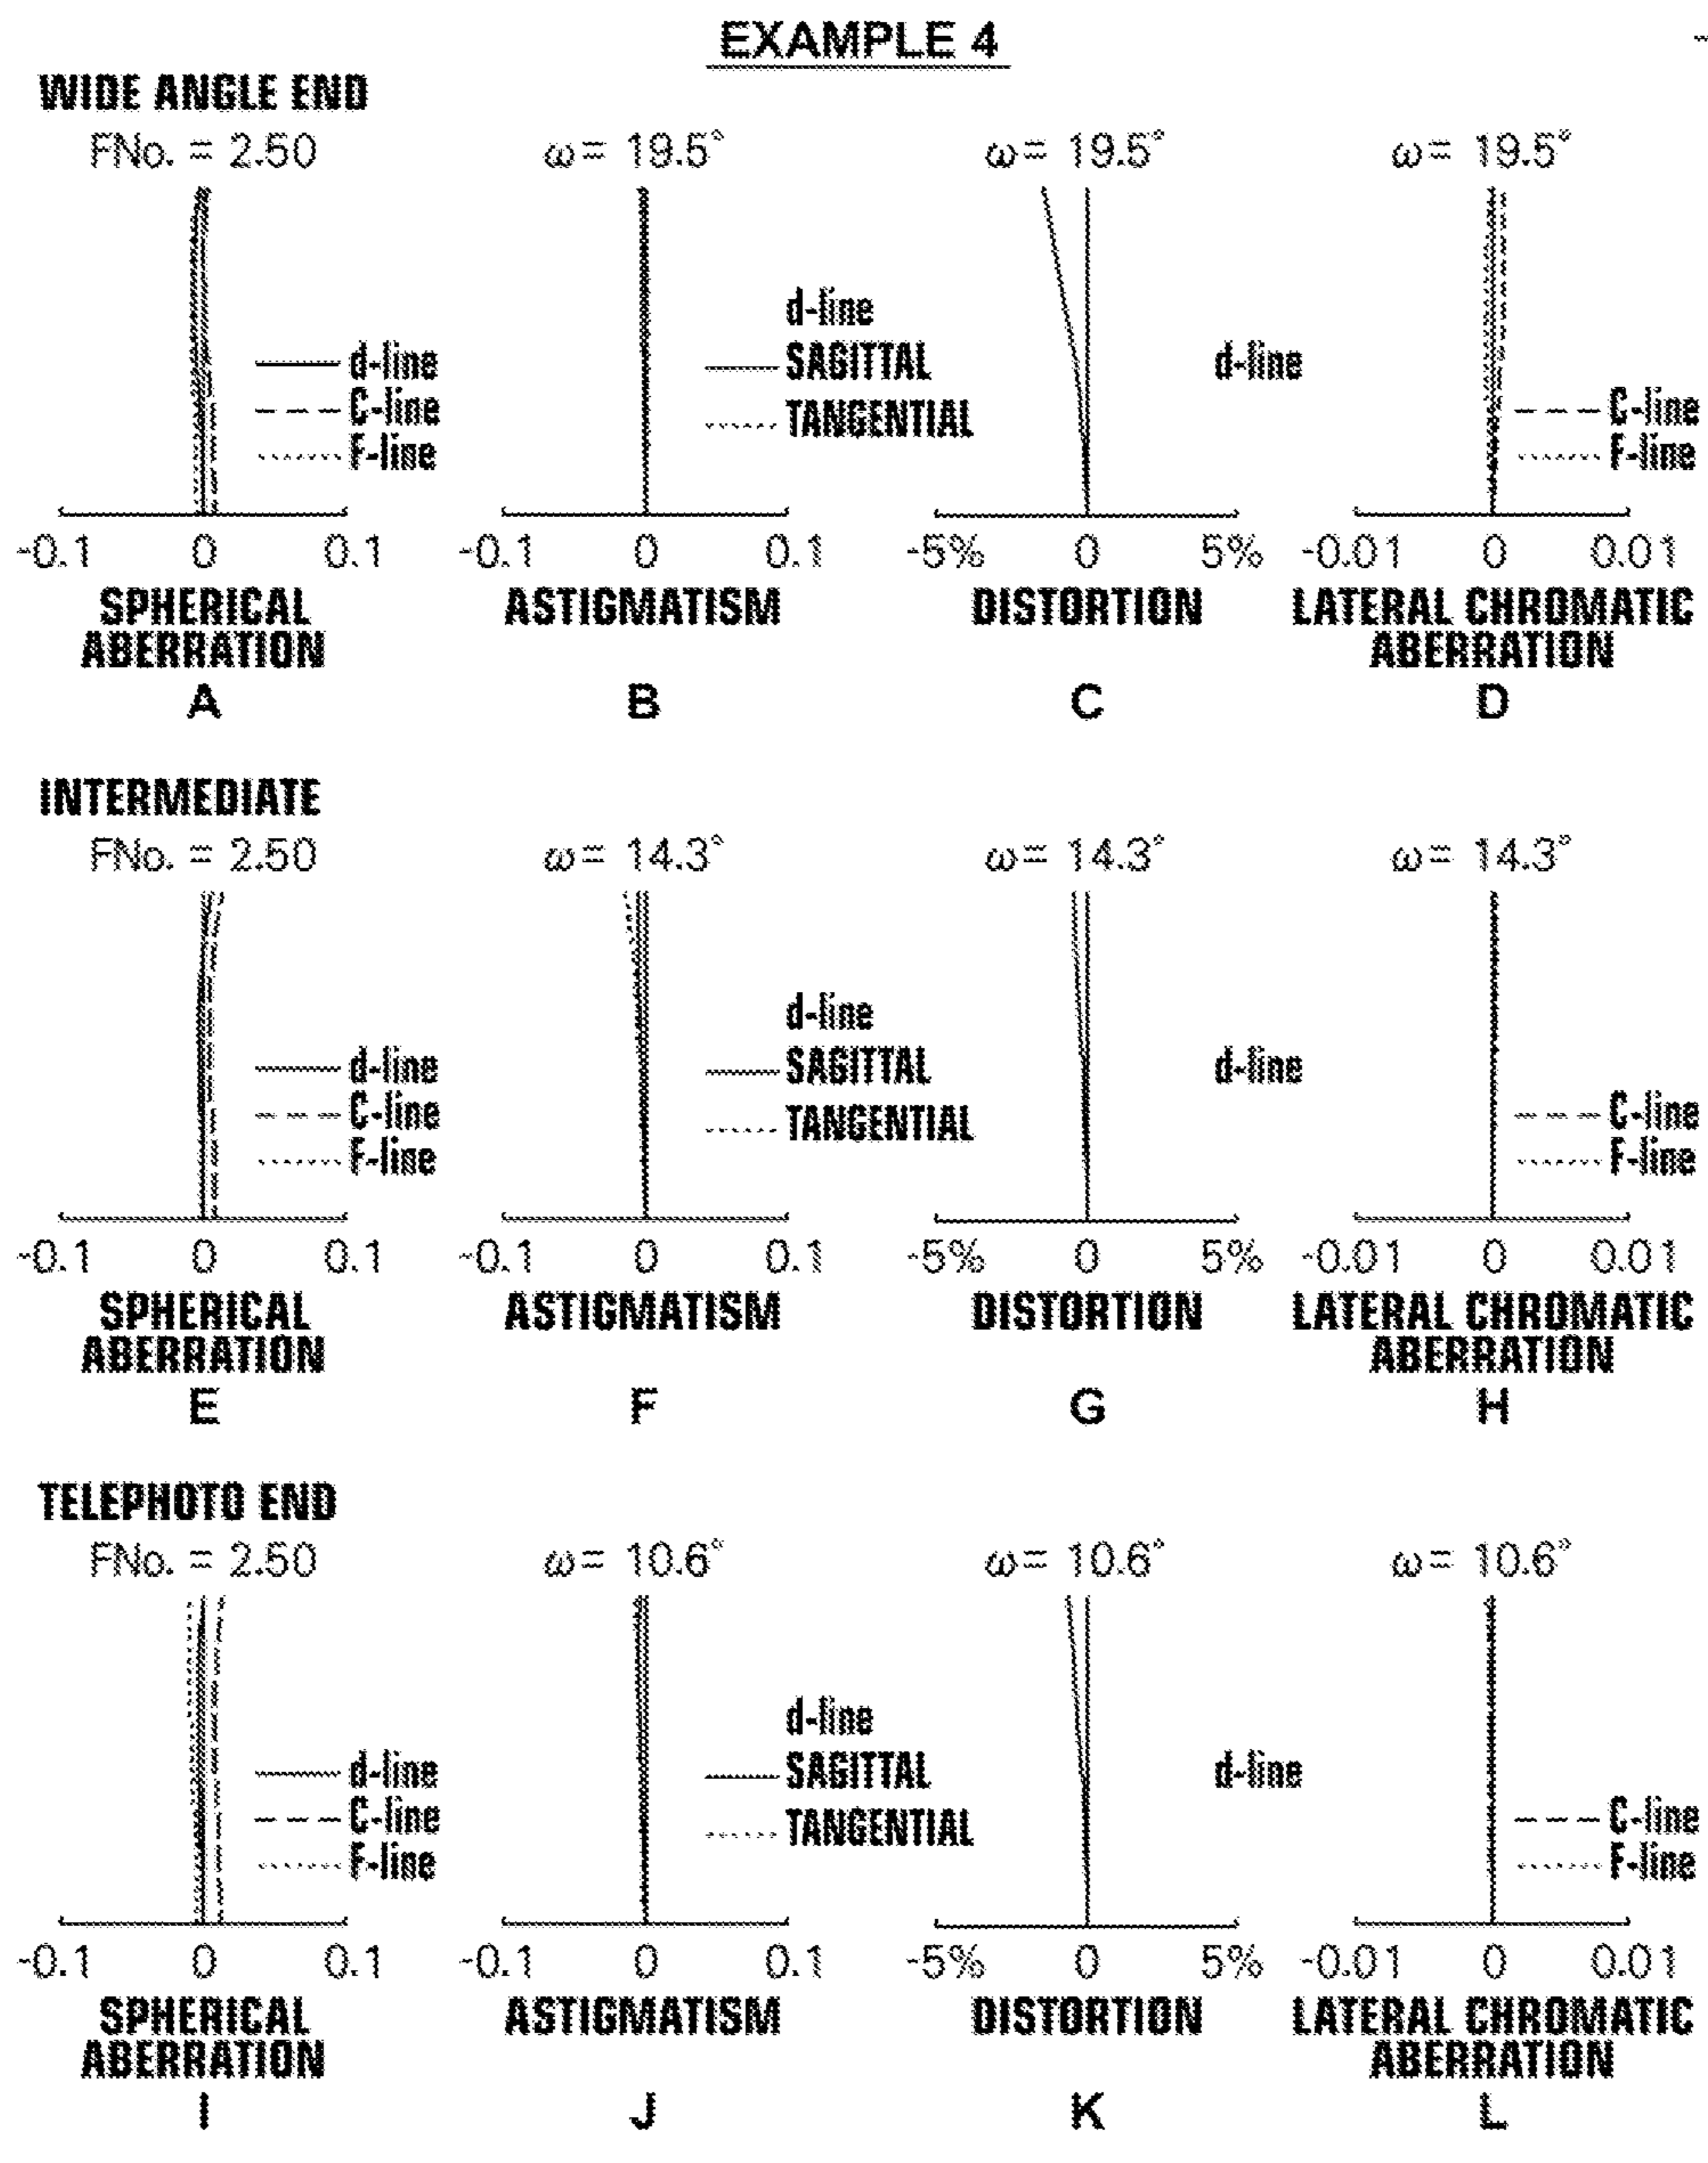 EXAMPLE 4
WIDE ANGLE END
FNo. = 2.50
ω= 19.5°
ω= 19.5°
ω= 19.5°
d-line
C-line
F-line
d-line
SAGITTAL
TANGENTIAL
d-line
C-line
F-line
-0.1 0 0.1
-0.1 0 0.1
-5% 0 5%
-0.01 0 0.01
SPHERICAL
ABERRATION
ASTIGMATISM
DISTORTION
LATERAL CHROMATIC
ABERRATION
A
B
C
D
INTERMEDIATE
FNo. = 2.50
ω= 14.3°
ω= 14.3°
ω= 14.3°
d-line
C-line
F-line
d-line
SAGITTAL
TANGENTIAL
d-line
C-line
F-line
-0.1 0 0.1
-0.1 0 0.1
-5% 0 5%
-0.01 0 0.01
SPHERICAL
ABERRATION
ASTIGMATISM
DISTORTION
LATERAL CHROMATIC
ABERRATION
E
F
G
H
TELEPHOTO END
FNo. = 2.50
ω= 10.6°
ω= 10.6°
ω= 10.6°
d-line
C-line
F-line
d-line
SAGITTAL
TANGENTIAL
d-line
C-line
F-line
-0.1 0 0.1
-0.1 0 0.1
-5% 0 5%
-0.01 0 0.01
SPHERICAL
ABERRATION
ASTIGMATISM
DISTORTION
LATERAL CHROMATIC
ABERRATION
I
J
K
L